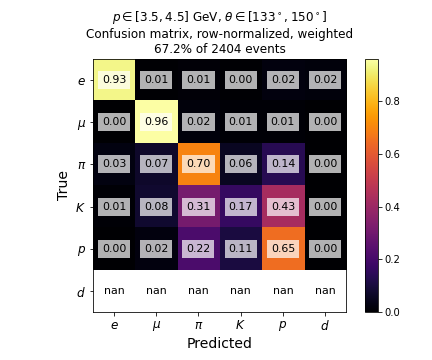 p ∈ [3.5, 4.5] GeV, θ ∈ [133°, 150°]
Confusion matrix, row-normalized, weighted
67.2% of 2404 events
e 0.93 0.01 0.01 0.00 0.02 0.02
μ 0.00 0.96 0.02 0.01 0.01 0.00
π 0.03 0.07 0.70 0.06 0.14 0.00
K 0.01 0.08 0.31 0.17 0.43 0.00
p 0.00 0.02 0.22 0.11 0.65 0.00
d nan nan nan nan nan nan
e μ π K p d
True
Predicted
0.8
0.6
0.4
0.2
0.0